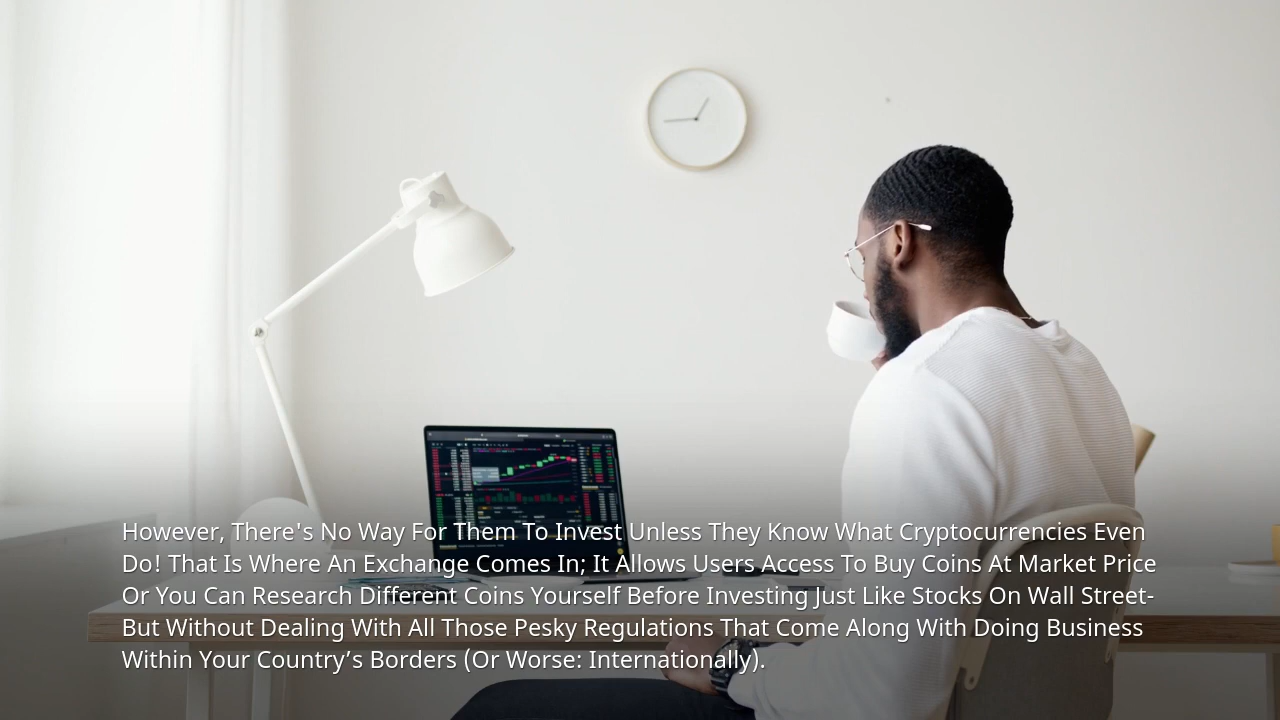 However, There's No Way For Them To Invest Unless They Know What Cryptocurrencies Even
Do! That Is Where An Exchange Comes In; It Allows Users Access To Buy Coins At Market Price
Or You Can Research Different Coins Yourself Before Investing Just Like Stocks On Wall Street-
But Without Dealing With All Those Pesky Regulations That Come Along With Doing Business
Within Your Country’s Borders (Or Worse: Internationally).